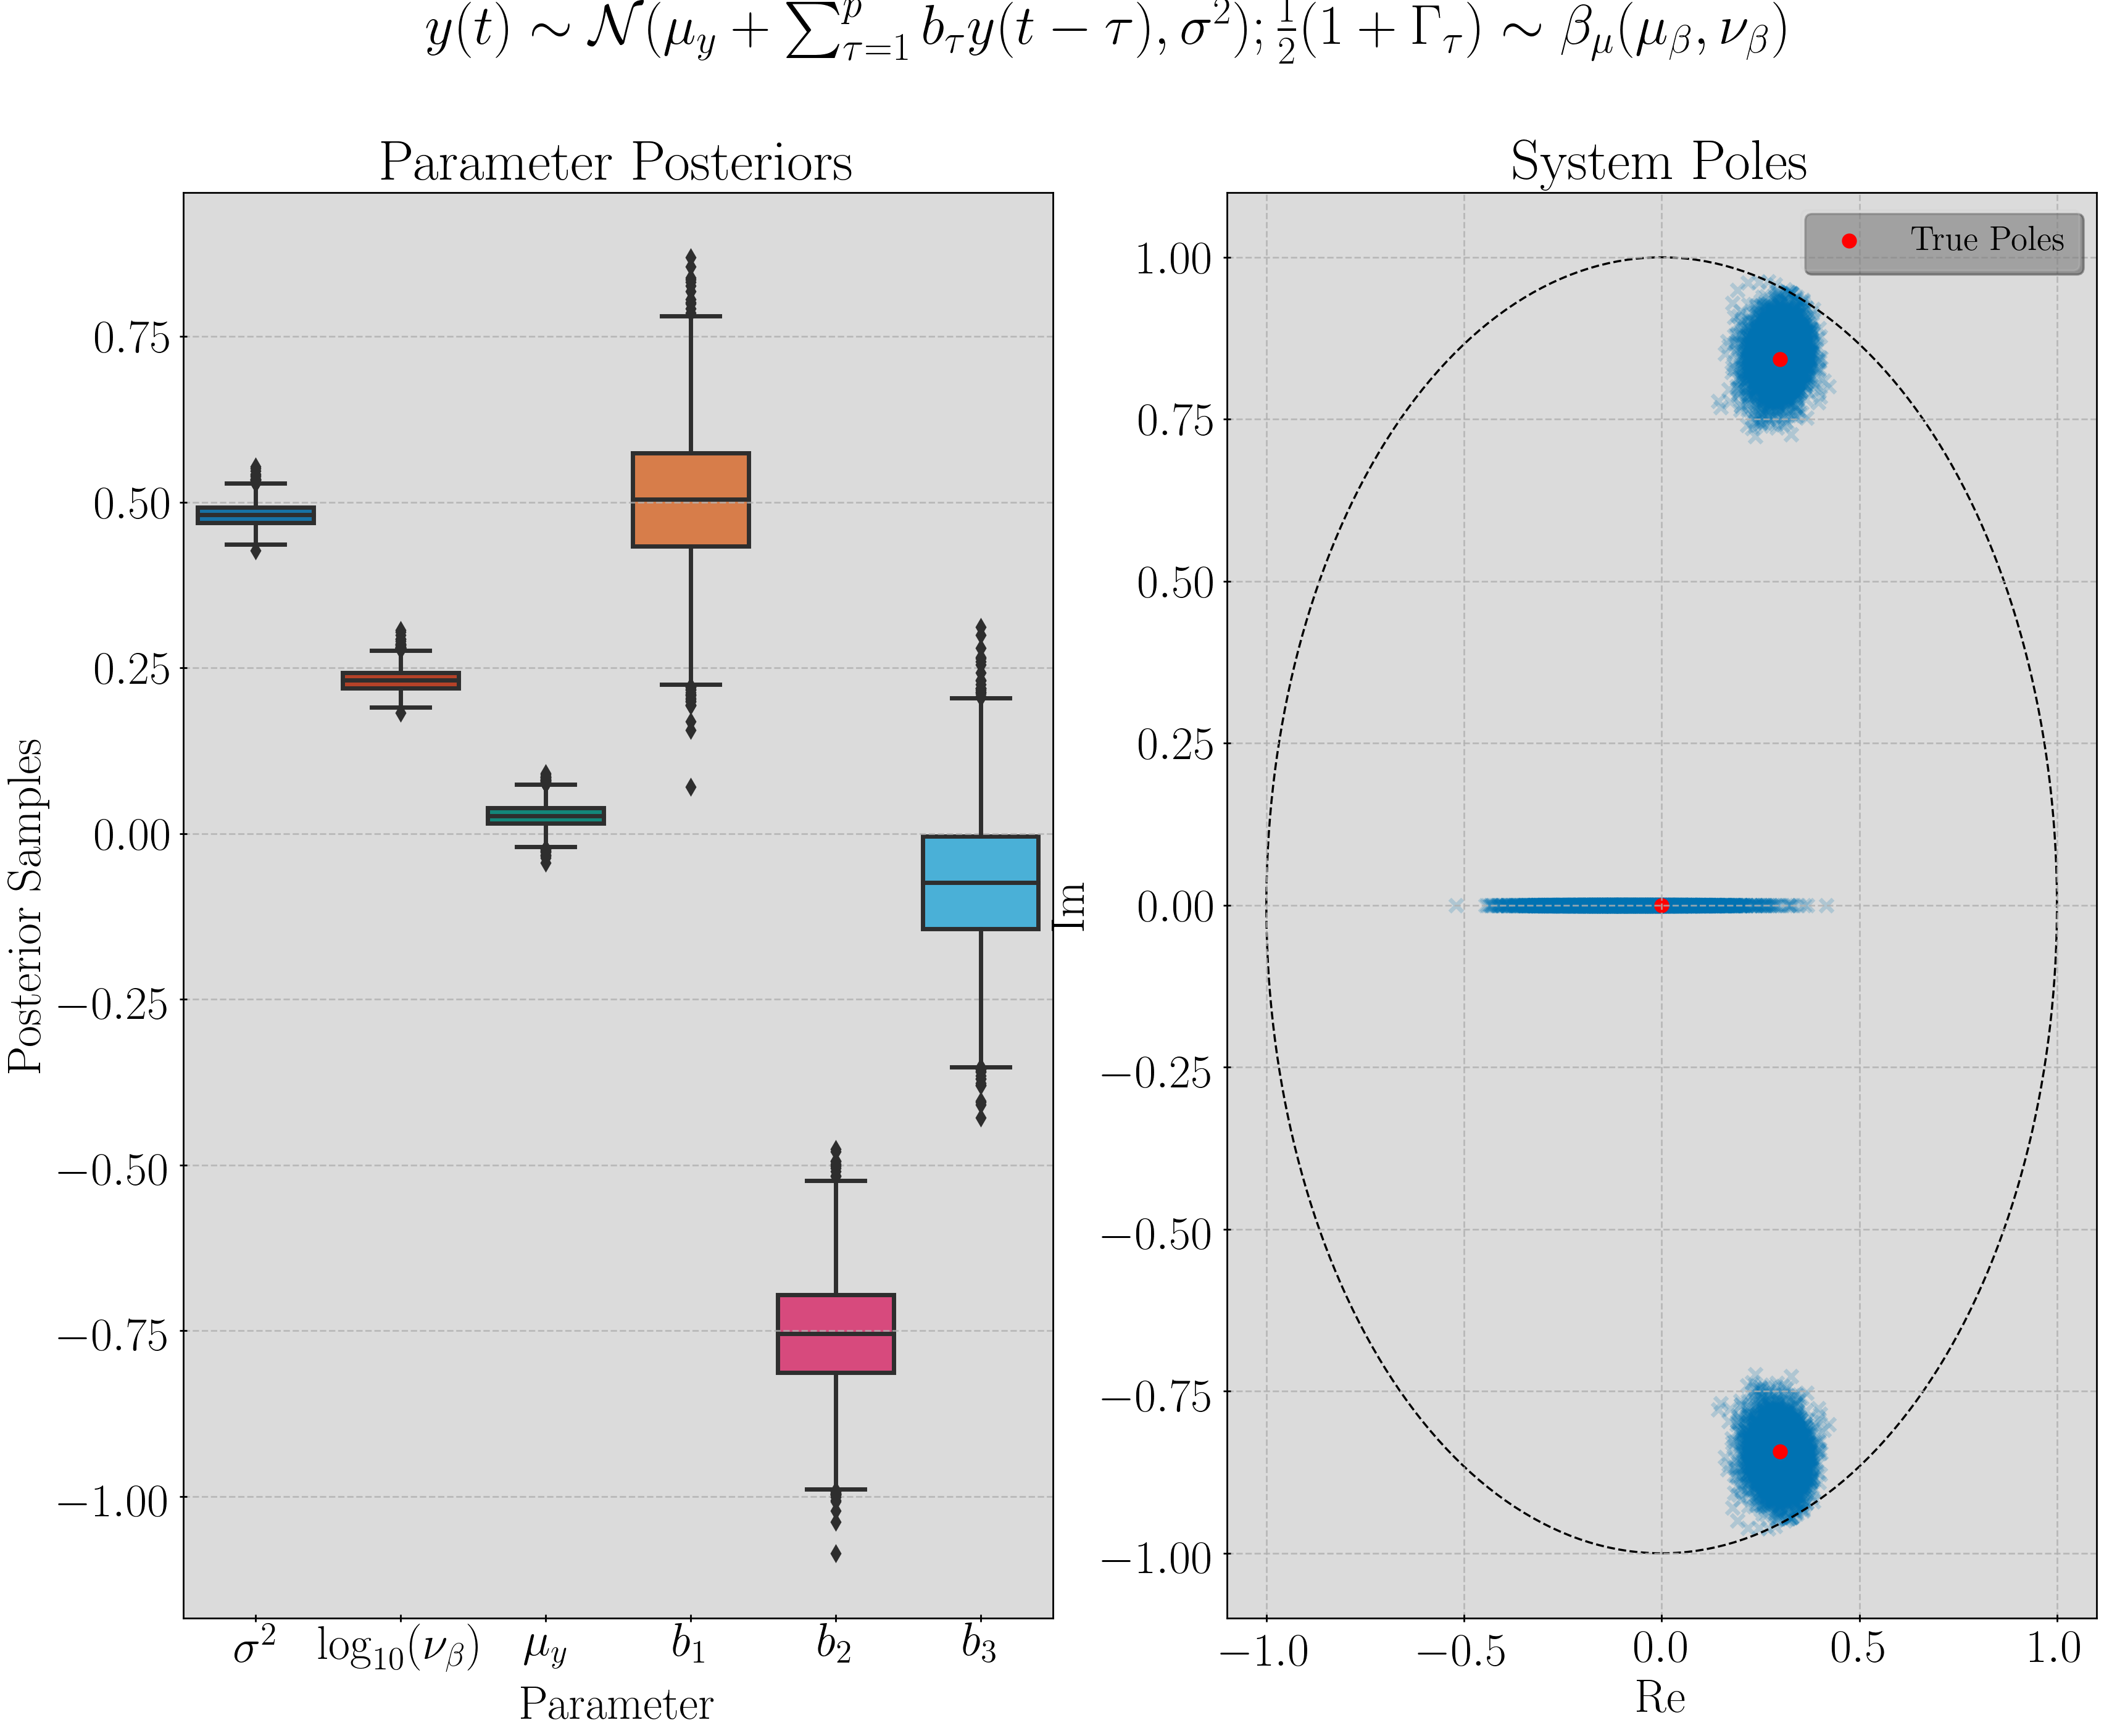 y(t) ∼ 𝒩(μ_y + ∑_{τ=1}^{p} b_τ y(t − τ), σ²); ½(1 + Γ_τ) ∼ β_μ(μ_β, ν_β)
Parameter Posteriors
Posterior Samples
0.75
0.50
0.25
0.00
−0.25
−0.50
−0.75
−1.00
σ² log₁₀(ν_β) μ_y b₁ b₂ b₃
Parameter
System Poles
True Poles
Im
1.00
0.75
0.50
0.25
0.00
−0.25
−0.50
−0.75
−1.00
−1.0 −0.5 0.0 0.5 1.0
Re